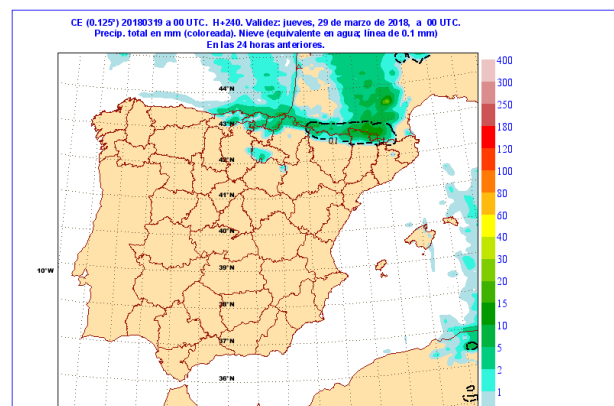 CE (0.125°) 20180319 a 00 UTC. H+240. Validez: jueves, 29 de marzo de 2018, a 00 UTC.
Precip. total en mm (coloreada). Nieve (equivalente en agua; línea de 0.1 mm)
En las 24 horas anteriores.
400
300
250
180
120
100
80
60
40
30
20
15
10
5
2
1
43°N
42°N
41°N
40°N
39°N
38°N
37°N
36°N
10°W
0.1